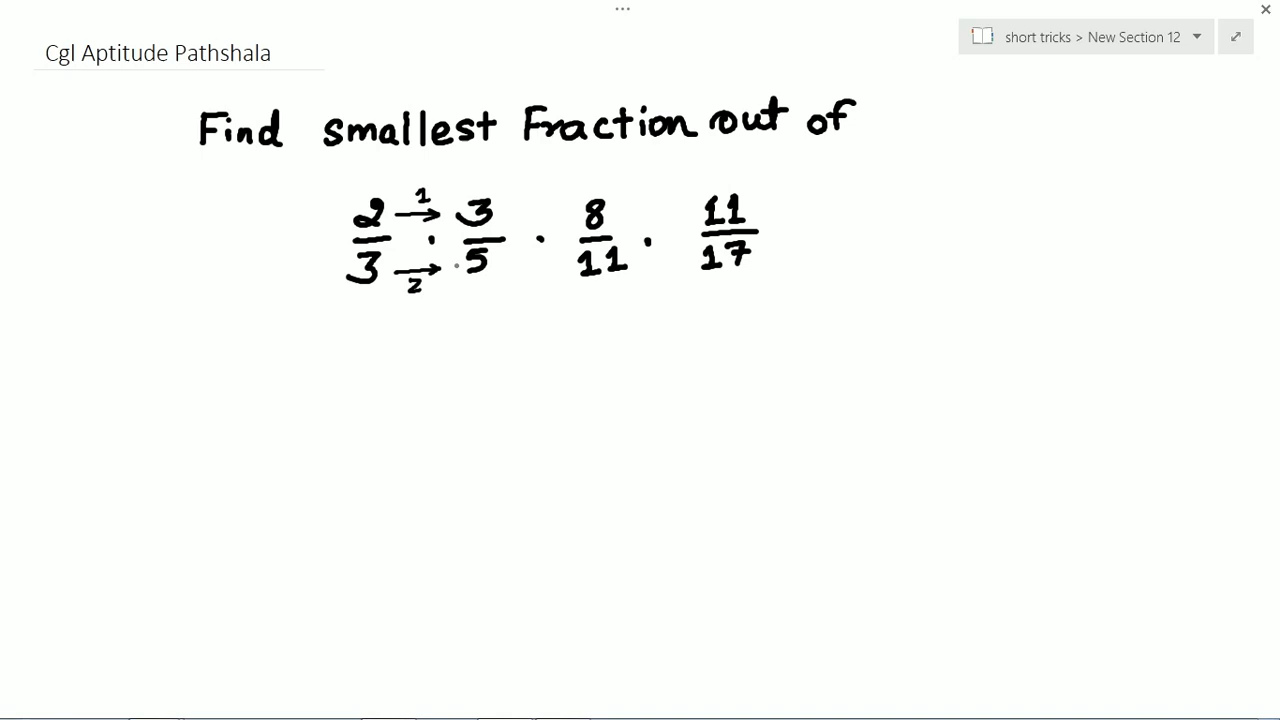 Cgl Aptitude Pathshala
short tricks > New Section 12
Find smallest Fraction out of
2/3 . 3/5 . 8/11 . 11/17
1
2